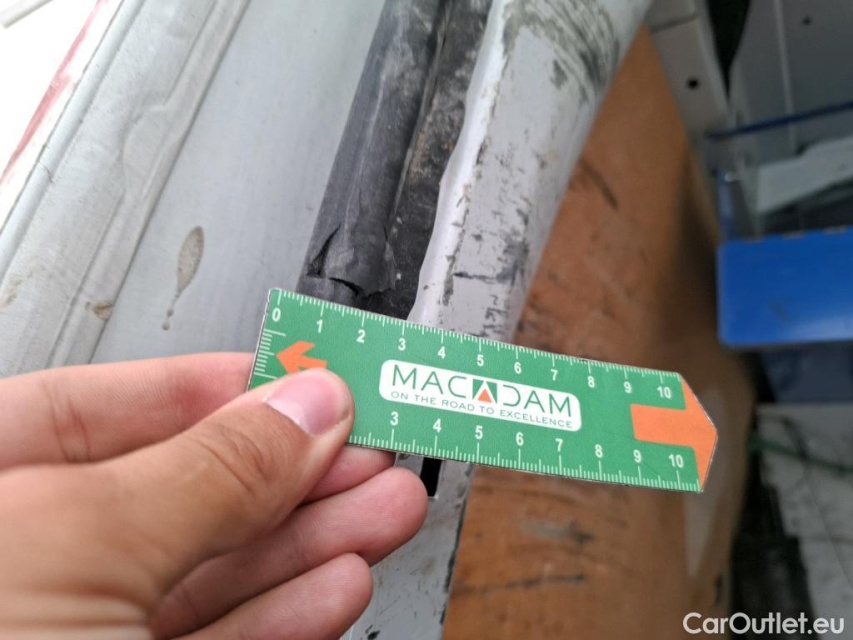 0 1 2 3 4 5 6 7 8 9 10
MACADAM
ON THE ROAD TO EXCELLENCE
3 4 5 6 7 8 9 10
CarOutlet.eu